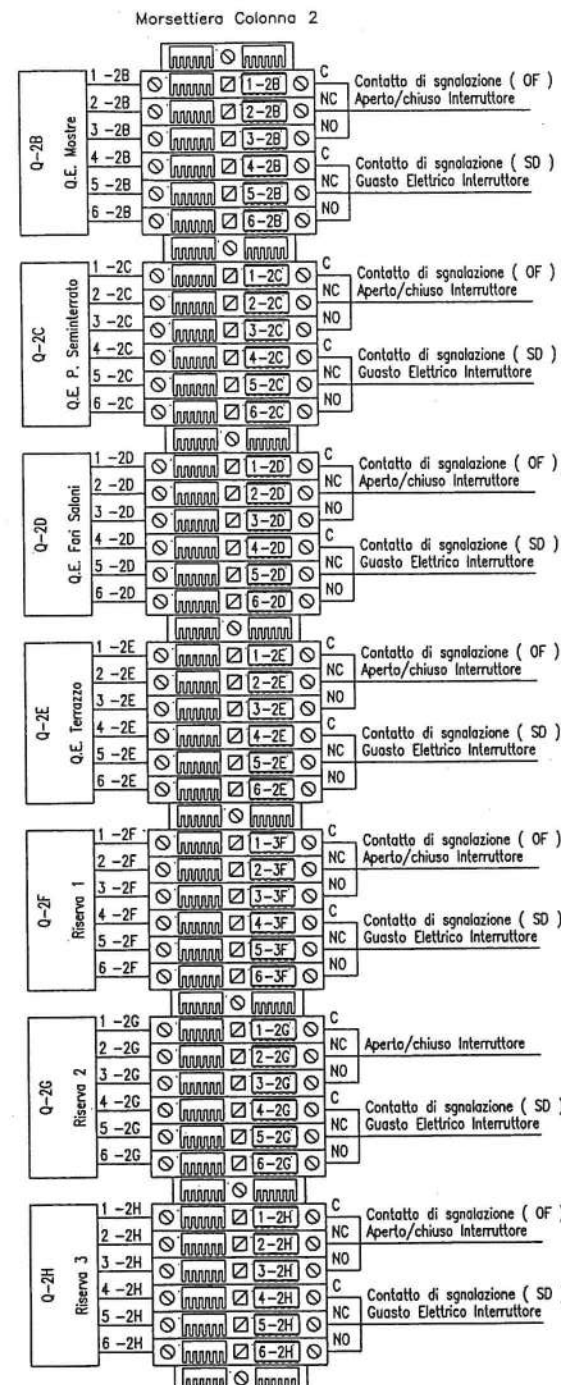 Morsettiera Colonna 2
Q-2B
Q.E. Mostre
1 -2B 1-2B C
2 -2B 2-2B NC
3 -2B 3-2B NO
4 -2B 4-2B C
5 -2B 5-2B NC
6 -2B 6-2B NO
Contatto di sgnalazione ( OF )
Aperto/chiuso Interruttore
Contatto di sgnalazione ( SD )
Guasto Elettrico Interruttore
Q-2C
Q.E. P. Seminterrato
1 -2C 1-2C C
2 -2C 2-2C NC
3 -2C 3-2C NO
4 -2C 4-2C C
5 -2C 5-2C NC
6 -2C 6-2C NO
Contatto di sgnalazione ( OF )
Aperto/chiuso Interruttore
Contatto di sgnalazione ( SD )
Guasto Elettrico Interruttore
Q-2D
Q.E. Fari Saloni
1 -2D 1-2D C
2 -2D 2-2D NC
3 -2D 3-2D NO
4 -2D 4-2D C
5 -2D 5-2D NC
6 -2D 6-2D NO
Contatto di sgnalazione ( OF )
Aperto/chiuso Interruttore
Contatto di sgnalazione ( SD )
Guasto Elettrico Interruttore
Q-2E
Q.E. Terrazzo
1 -2E 1-2E C
2 -2E 2-2E NC
3 -2E 3-2E NO
4 -2E 4-2E C
5 -2E 5-2E NC
6 -2E 6-2E NO
Contatto di sgnalazione ( OF )
Aperto/chiuso Interruttore
Contatto di sgnalazione ( SD )
Guasto Elettrico Interruttore
Q-2F
Riserva 1
1 -2F 1-3F C
2 -2F 2-3F NC
3 -2F 3-3F NO
4 -2F 4-3F C
5 -2F 5-3F NC
6 -2F 6-3F NO
Contatto di sgnalazione ( OF )
Aperto/chiuso Interruttore
Contatto di sgnalazione ( SD )
Guasto Elettrico Interruttore
Q-2G
Riserva 2
1 -2G 1-2G C
2 -2G 2-2G NC
3 -2G 3-2G NO
4 -2G 4-2G C
5 -2G 5-2G NC
6 -2G 6-2G NO
Aperto/chiuso Interruttore
Contatto di sgnalazione ( SD )
Guasto Elettrico Interruttore
Q-2H
Riserva 3
1 -2H 1-2H C
2 -2H 2-2H NC
3 -2H 3-2H NO
4 -2H 4-2H C
5 -2H 5-2H NC
6 -2H 6-2H NO
Contatto di sgnalazione ( OF )
Aperto/chiuso Interruttore
Contatto di sgnalazione ( SD
Guasto Elettrico Interruttore